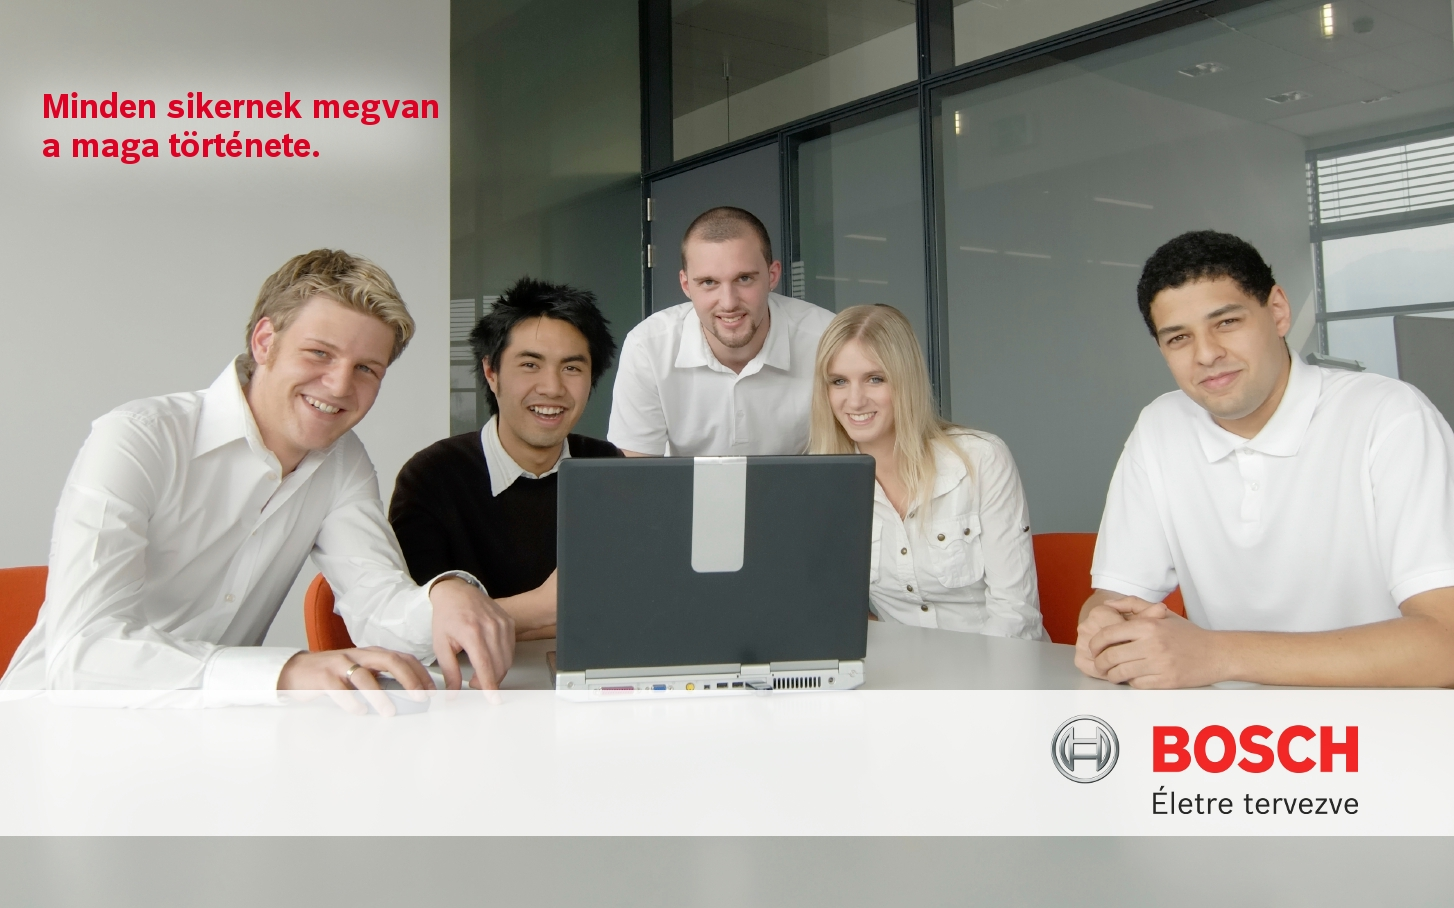 Minden sikernek megvan
a maga története.
BOSCH
Életre tervezve